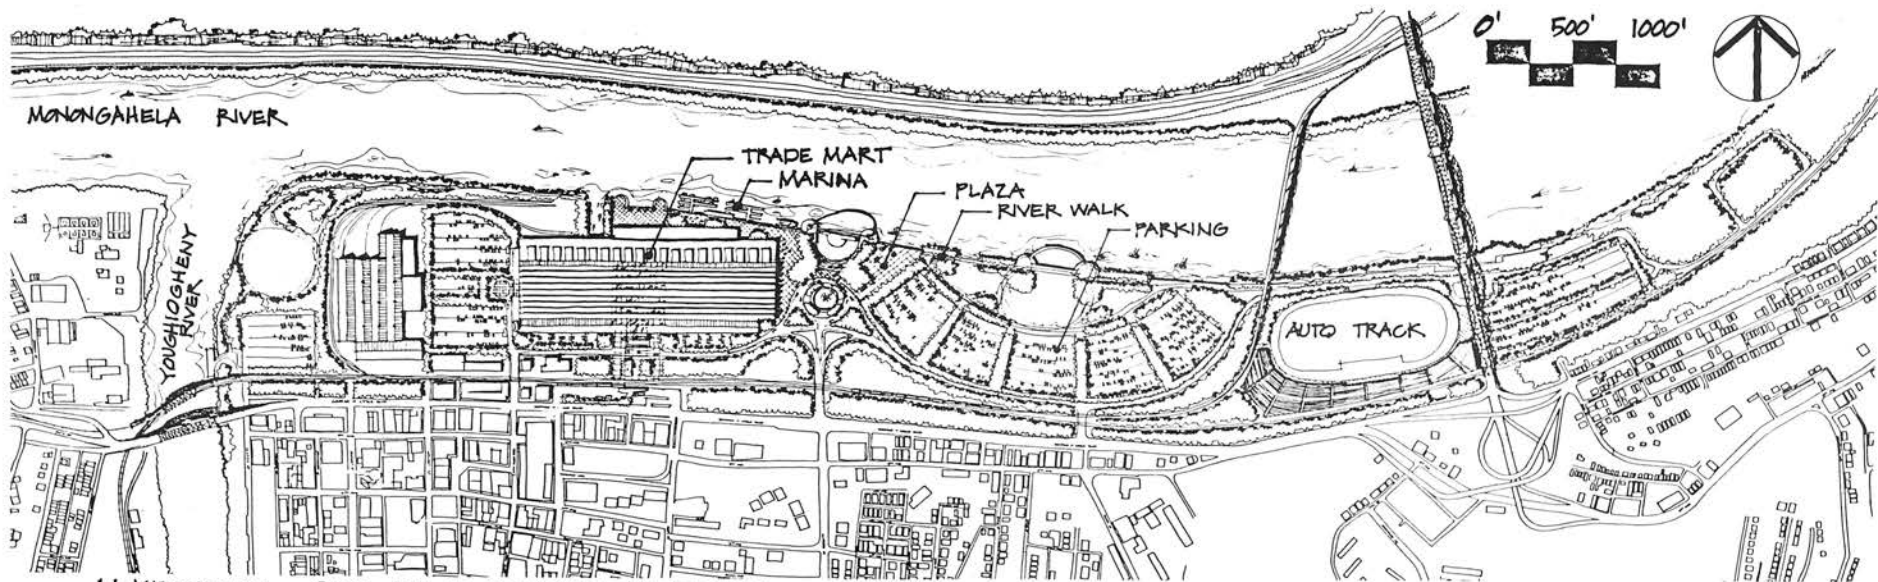 0' 500' 1000'
MONONGAHELA RIVER
TRADE MART
MARINA
PLAZA
RIVER WALK
PARKING
YOUGHIOGHENY
RIVER
AUTO TRACK